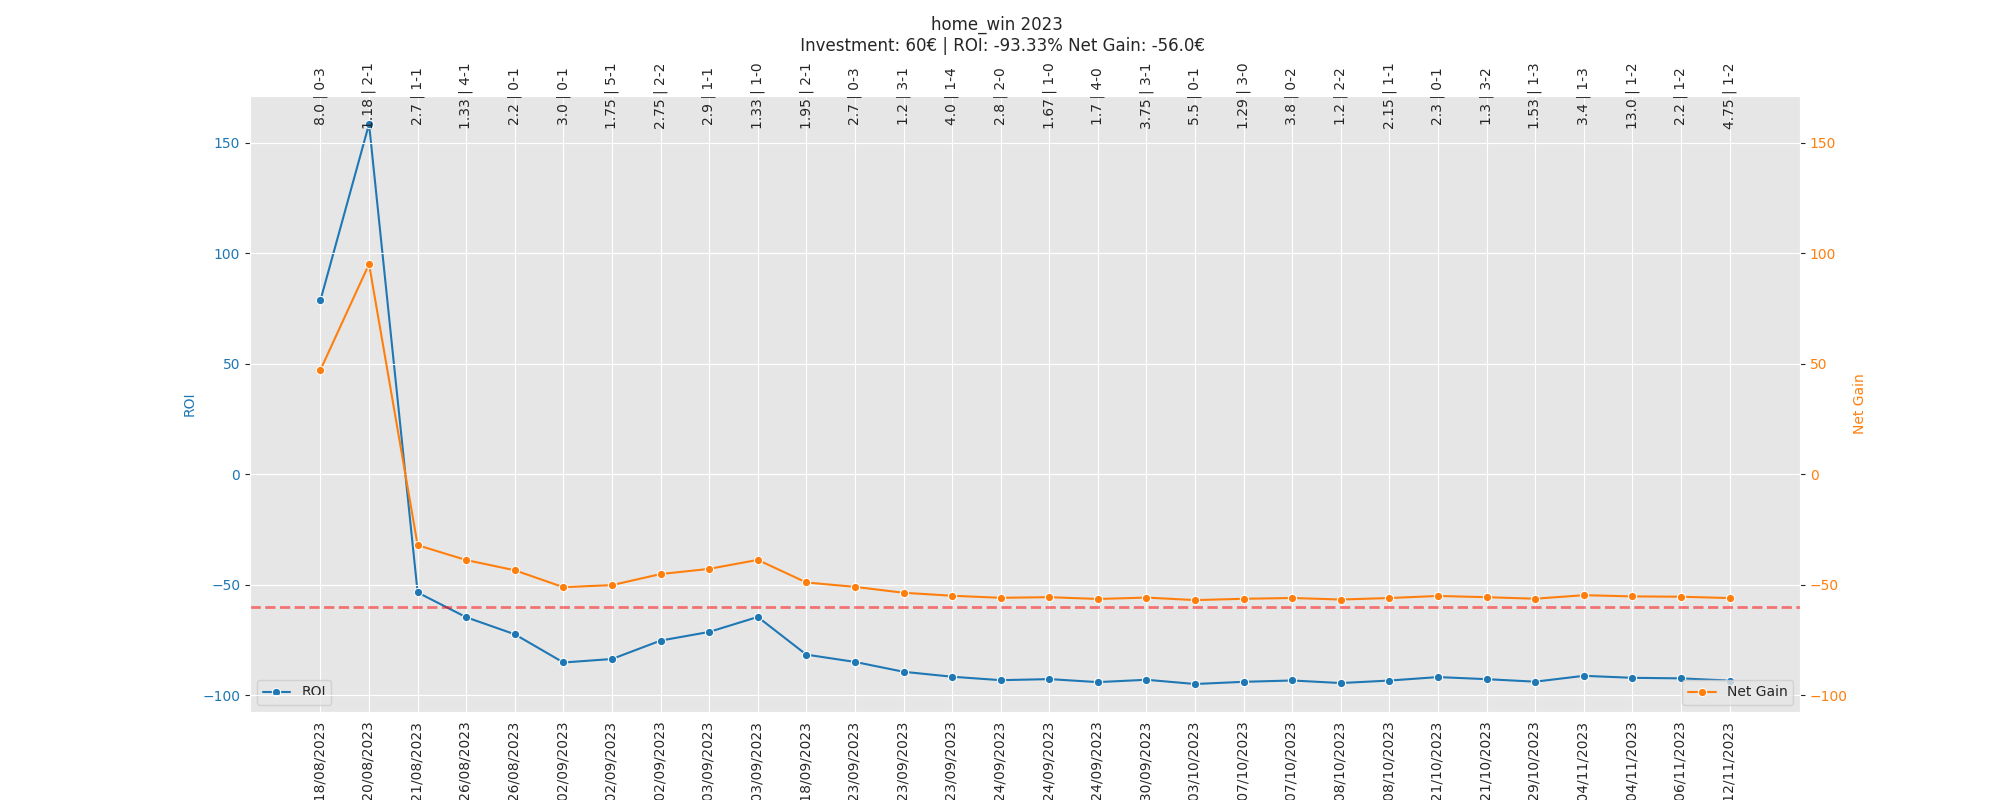 home_win 2023
Investment: 60€ | ROI: -93.33% Net Gain: -56.0€
8.0 | 0-3
1.18 | 2-1
2.7 | 1-1
1.33 | 4-1
2.2 | 0-1
3.0 | 0-1
1.75 | 5-1
2.75 | 2-2
2.9 | 1-1
1.33 | 1-0
1.95 | 2-1
2.7 | 0-3
1.2 | 3-1
4.0 | 1-4
2.8 | 2-0
1.67 | 1-0
1.7 | 4-0
3.75 | 3-1
5.5 | 0-1
1.29 | 3-0
3.8 | 0-2
1.2 | 2-2
2.15 | 1-1
2.3 | 0-1
1.3 | 3-2
1.53 | 1-3
3.4 | 1-3
13.0 | 1-2
2.2 | 1-2
4.75 | 1-2
150
100
50
0
−50
−100
ROI
150
100
50
0
−50
−100
Net Gain
ROI
Net Gain
18/08/2023
20/08/2023
21/08/2023
26/08/2023
26/08/2023
02/09/2023
02/09/2023
02/09/2023
03/09/2023
03/09/2023
18/09/2023
23/09/2023
23/09/2023
23/09/2023
24/09/2023
24/09/2023
24/09/2023
30/09/2023
03/10/2023
07/10/2023
07/10/2023
08/10/2023
08/10/2023
21/10/2023
21/10/2023
29/10/2023
04/11/2023
04/11/2023
06/11/2023
12/11/2023